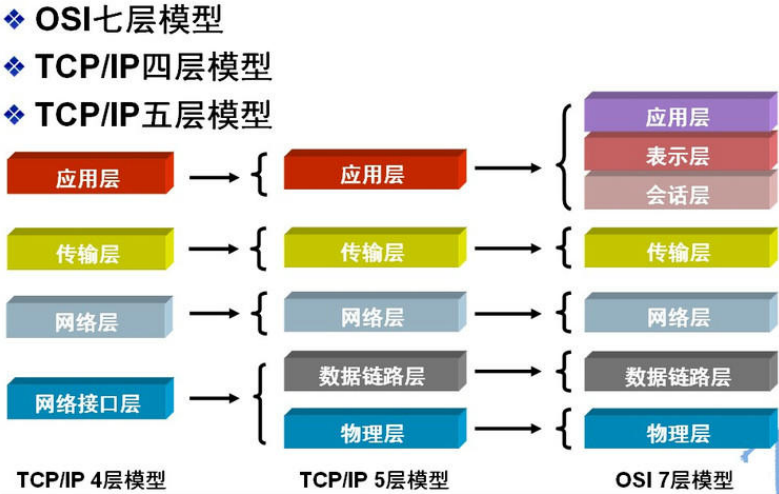 ❖ OSI七层模型
❖ TCP/IP四层模型
❖ TCP/IP五层模型
应用层
传输层
网络层
网络接口层
TCP/IP 4层模型
应用层
传输层
网络层
数据链路层
物理层
TCP/IP 5层模型
应用层
表示层
会话层
传输层
网络层
数据链路层
物理层
OSI 7层模型